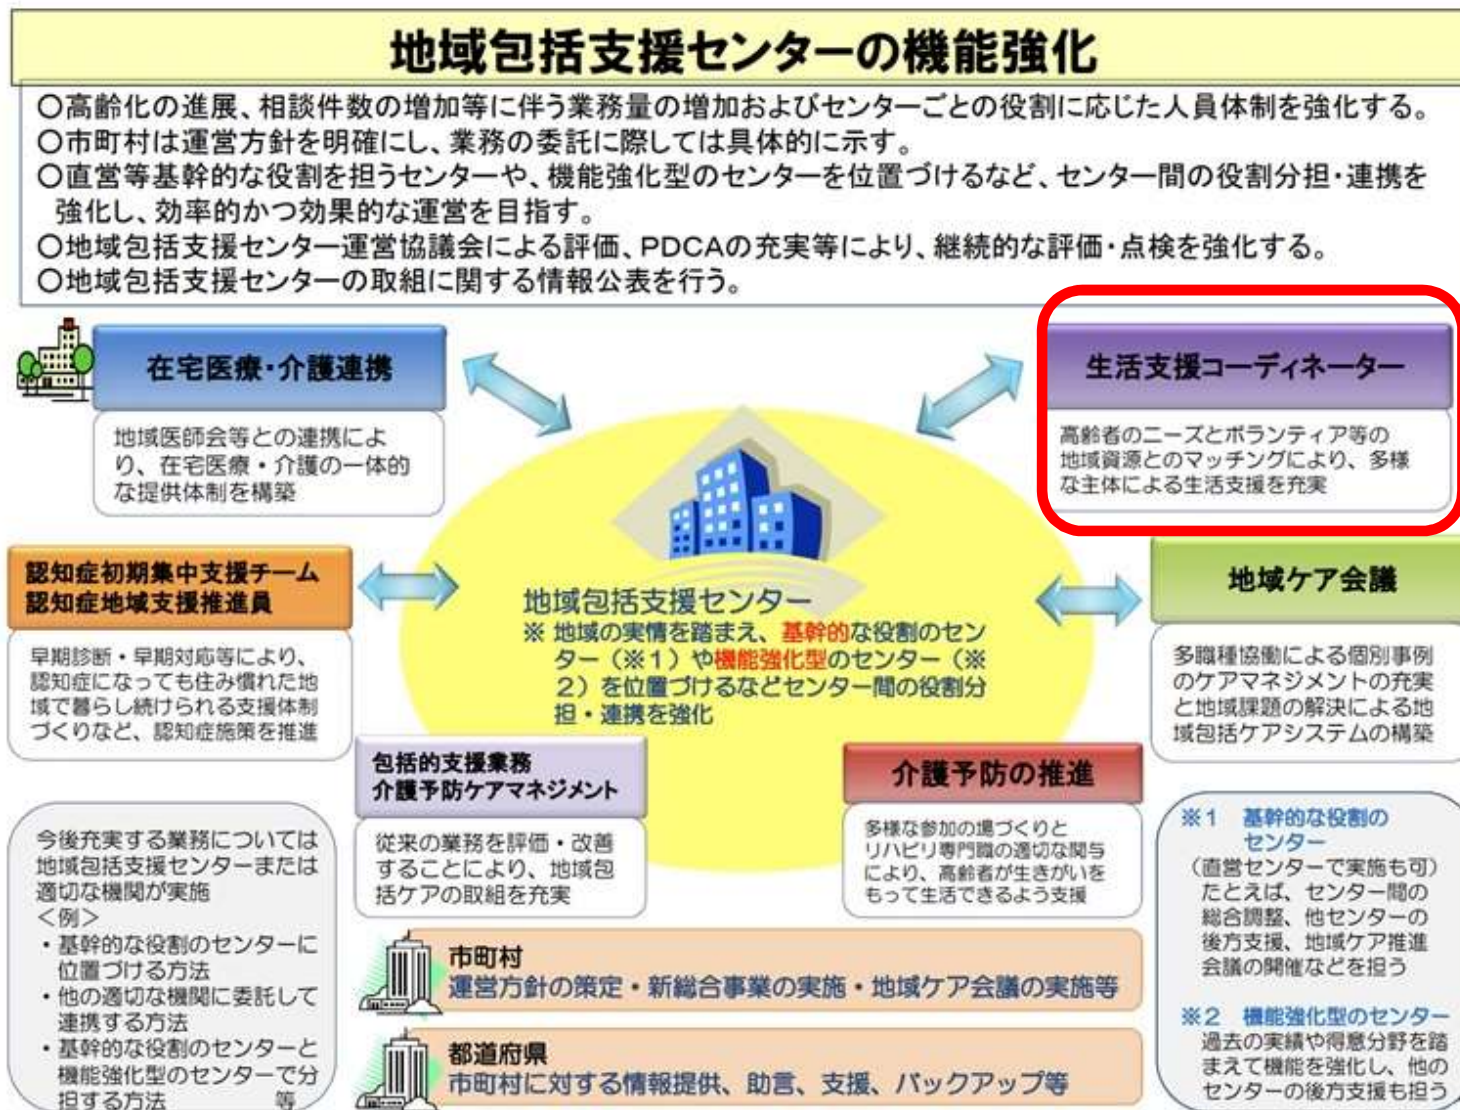 地域包括支援センターの機能強化
○高齢化の進展、相談件数の増加等に伴う業務量の増加およびセンターごとの役割に応じた人員体制を強化する。
○市町村は運営方針を明確にし、業務の委託に際しては具体的に示す。
○直営等基幹的な役割を担うセンターや、機能強化型のセンターを位置づけるなど、センター間の役割分担・連携を
強化し、効率的かつ効果的な運営を目指す。
○地域包括支援センター運営協議会による評価、PDCAの充実等により、継続的な評価・点検を強化する。
○地域包括支援センターの取組に関する情報公表を行う。
在宅医療・介護連携
地域医師会等との連携によ
り、在宅医療・介護の一体的
な提供体制を構築
生活支援コーディネーター
高齢者のニーズとボランティア等の
地域資源とのマッチングにより、多様
な主体による生活支援を充実
認知症初期集中支援チーム
認知症地域支援推進員
早期診断・早期対応等により、
認知症になっても住み慣れた地
域で暮らし続けられる支援体制
づくりなど、認知症施策を推進
地域包括支援センター
※ 地域の実情を踏まえ、基幹的な役割のセン
ター（※１）や機能強化型のセンター（※
２）を位置づけるなどセンター間の役割分
担・連携を強化
地域ケア会議
多職種協働による個別事例
のケアマネジメントの充実
と地域課題の解決による地
域包括ケアシステムの構築
包括的支援業務
介護予防ケアマネジメント
従来の業務を評価・改善
することにより、地域包
括ケアの取組を充実
介護予防の推進
多様な参加の場づくりと
リハビリ専門職の適切な関与
により、高齢者が生きがいを
もって生活できるよう支援
今後充実する業務については
地域包括支援センターまたは
適切な機関が実施
＜例＞
・基幹的な役割のセンターに
位置づける方法
・他の適切な機関に委託して
連携する方法
・基幹的な役割のセンターと
機能強化型のセンターで分
担する方法 等
市町村
運営方針の策定・新総合事業の実施・地域ケア会議の実施等
都道府県
市町村に対する情報提供、助言、支援、バックアップ等
※１ 基幹的な役割の
センター
（直営センターで実施も可）
たとえば、センター間の
総合調整、他センターの
後方支援、地域ケア推進
会議の開催などを担う
※２ 機能強化型のセンター
過去の実績や得意分野を踏
まえて機能を強化し、他の
センターの後方支援も担う